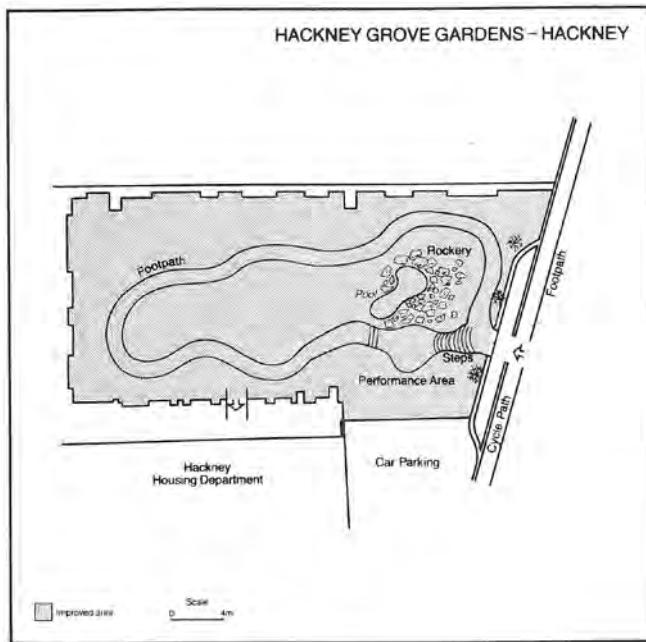 HACKNEY GROVE GARDENS – HACKNEY
Footpath
Rockery
Pool
Footpath
Steps
Performance Area
Cycle Path
Hackney
Housing Department
Car Parking
Improved area
Scale
0 4m